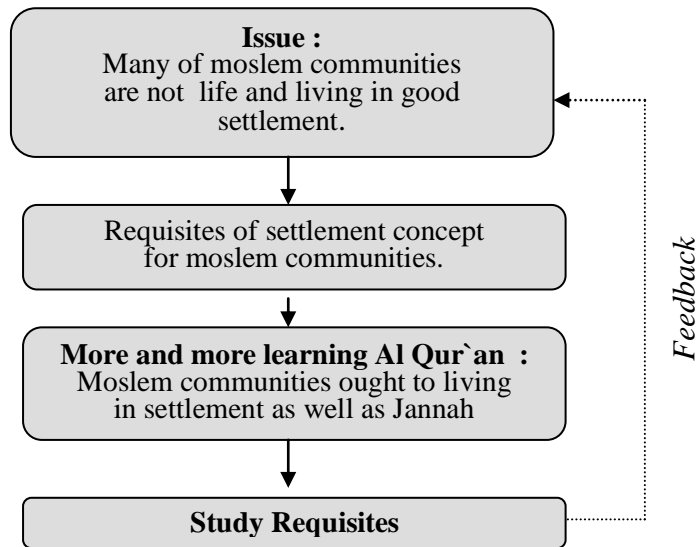 Issue :
Many of moslem communities
are not life and living in good
settlement.
Requisites of settlement concept
for moslem communities.
More and more learning Al Qur`an :
Moslem communities ought to living
in settlement as well as Jannah
Study Requisites
Feedback